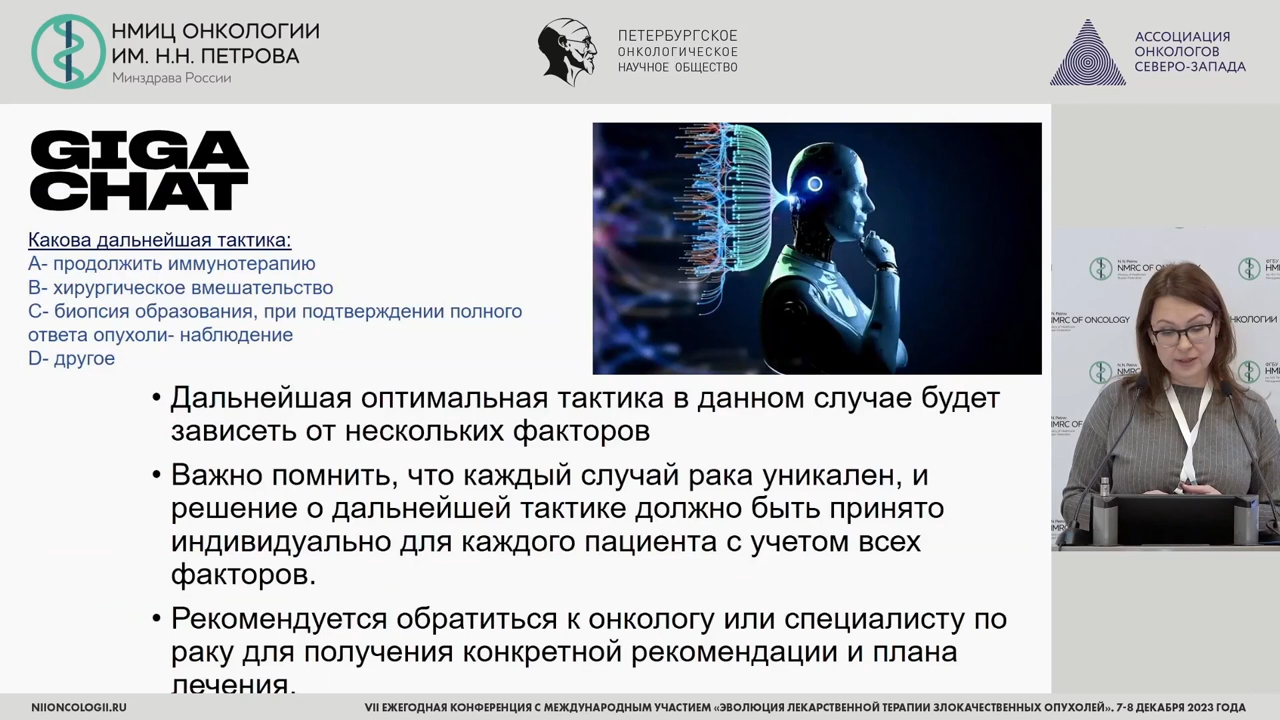 НМИЦ ОНКОЛОГИИ
ИМ. Н.Н. ПЕТРОВА
Минздрава России
ПЕТЕРБУРГСКОЕ
ОНКОЛОГИЧЕСКОЕ
НАУЧНОЕ ОБЩЕСТВО
АССОЦИАЦИЯ
ОНКОЛОГОВ
СЕВЕРО-ЗАПАДА
GIGA
CHAT
Какова дальнейшая тактика:
А- продолжить иммунотерапию
В- хирургическое вмешательство
С- биопсия образования, при подтверждении полного
ответа опухоли- наблюдение
D- другое
• Дальнейшая оптимальная тактика в данном случае будет
зависеть от нескольких факторов
• Важно помнить, что каждый случай рака уникален, и
решение о дальнейшей тактике должно быть принято
индивидуально для каждого пациента с учетом всех
факторов.
• Рекомендуется обратиться к онкологу или специалисту по
раку для получения конкретной рекомендации и плана
лечения.
NMRC OF ONCOLOGY
NMRC OF ONCOLOGY
НКОЛОГИИ
NIIONCOLOGII.RU
VII ЕЖЕГОДНАЯ КОНФЕРЕНЦИЯ С МЕЖДУНАРОДНЫМ УЧАСТИЕМ «ЭВОЛЮЦИЯ ЛЕКАРСТВЕННОЙ ТЕРАПИИ ЗЛОКАЧЕСТВЕННЫХ ОПУХОЛЕЙ». 7-8 ДЕКАБРЯ 2023 ГОДА